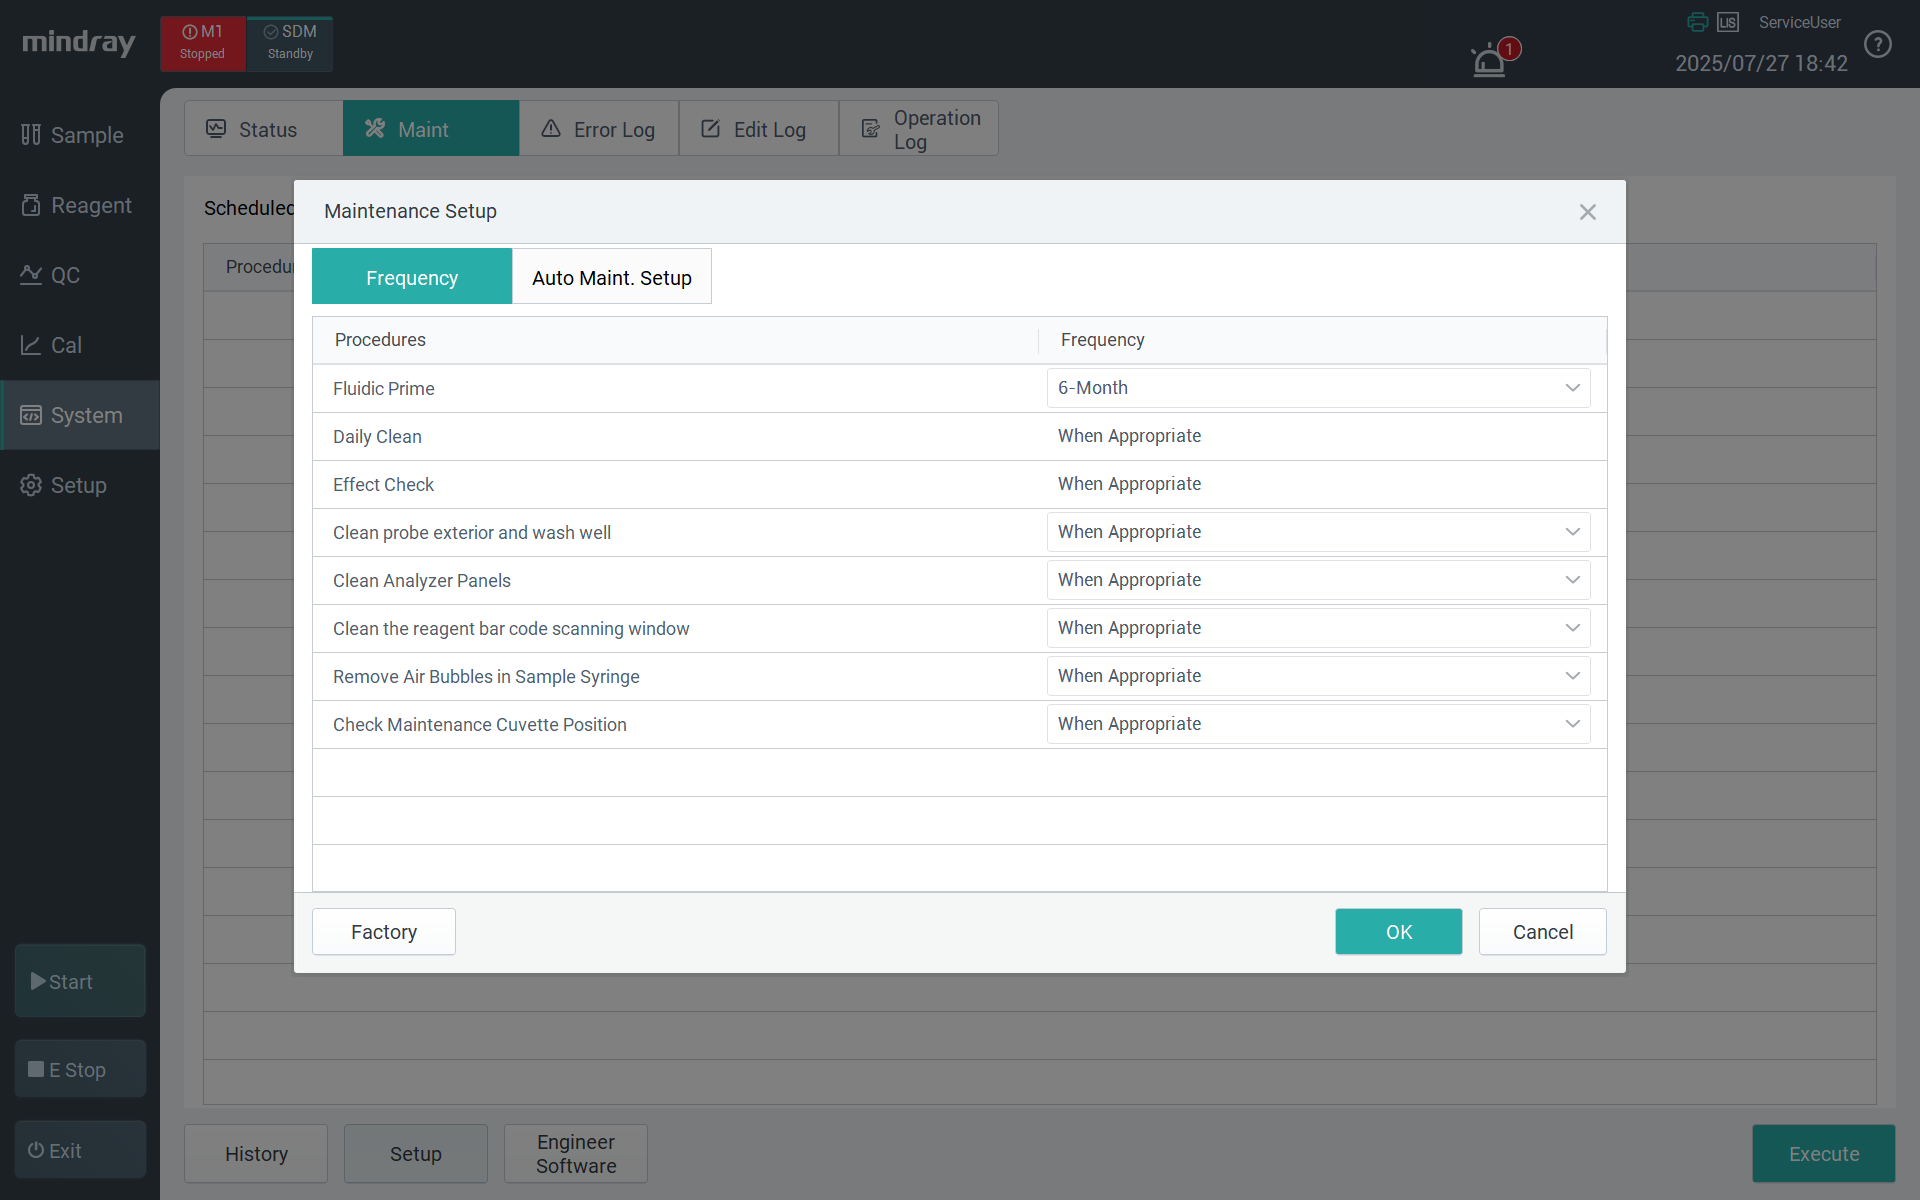 mindray
M1
Stopped
SDM
Standby
1
LIS
ServiceUser
2025/07/27 18:42
?
Sample
Reagent
QC
Cal
System
Setup
Start
E Stop
Exit
Status
Maint
Error Log
Edit Log
Operation
Log
Scheduled
Procedu
Maintenance Setup
Frequency
Auto Maint. Setup
Procedures Frequency
Fluidic Prime 6-Month
Daily Clean When Appropriate
Effect Check When Appropriate
Clean probe exterior and wash well When Appropriate
Clean Analyzer Panels When Appropriate
Clean the reagent bar code scanning window When Appropriate
Remove Air Bubbles in Sample Syringe When Appropriate
Check Maintenance Cuvette Position When Appropriate
Factory
OK
Cancel
History
Setup
Engineer
Software
Execute